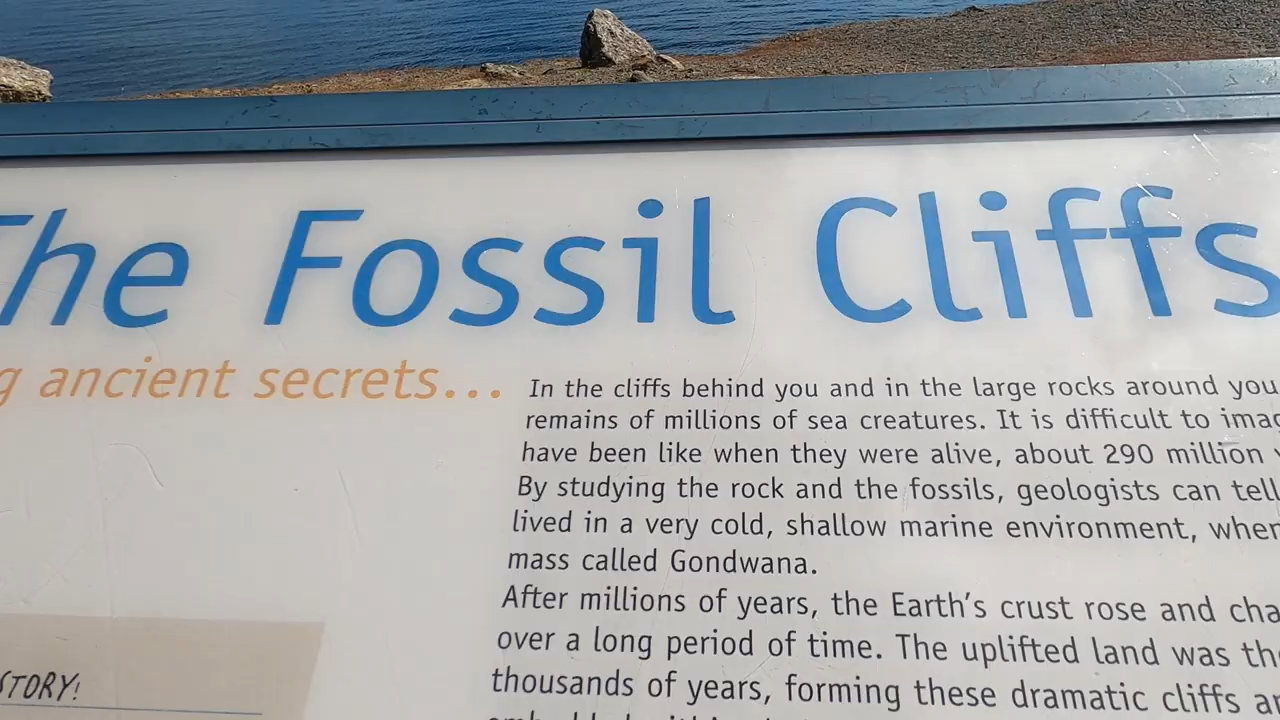 The Fossil Cliffs
ancient secrets...
In the cliffs behind you and in the large rocks around you
remains of millions of sea creatures. It is difficult to
have been like when they were alive, about 290 million
By studying the rock and the fossils, geologists can tell
lived in a very cold, shallow marine environment,
mass called Gondwana.
After millions of years, the Earth's crust rose and
over a long period of time. The uplifted land was
thousands of years, forming these dramatic cliffs
STORY!